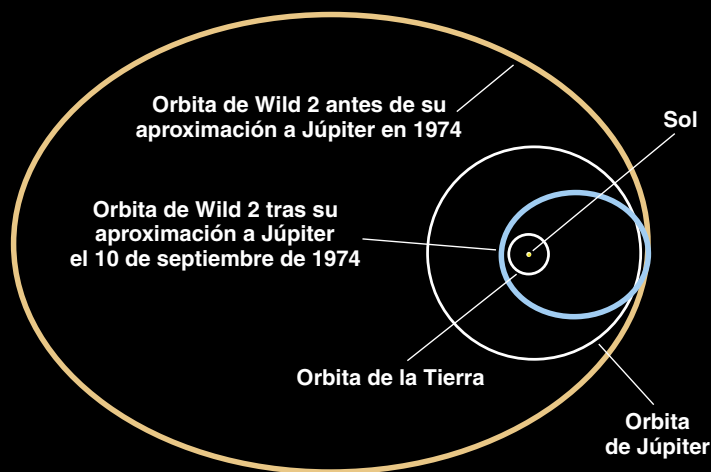 Orbita de Wild 2 antes de su
aproximación a Júpiter en 1974
Sol
Orbita de Wild 2 tras su
aproximación a Júpiter
el 10 de septiembre de 1974
Orbita de la Tierra
Orbita
de Júpiter